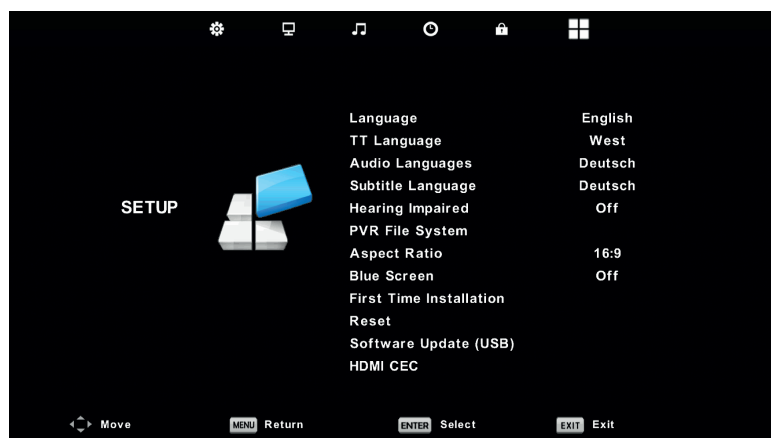 SETUP
Language English
TT Language West
Audio Languages Deutsch
Subtitle Language Deutsch
Hearing Impaired Off
PVR File System
Aspect Ratio 16:9
Blue Screen Off
First Time Installation
Reset
Software Update (USB)
HDMI CEC
Move MENU Return ENTER Select EXIT Exit